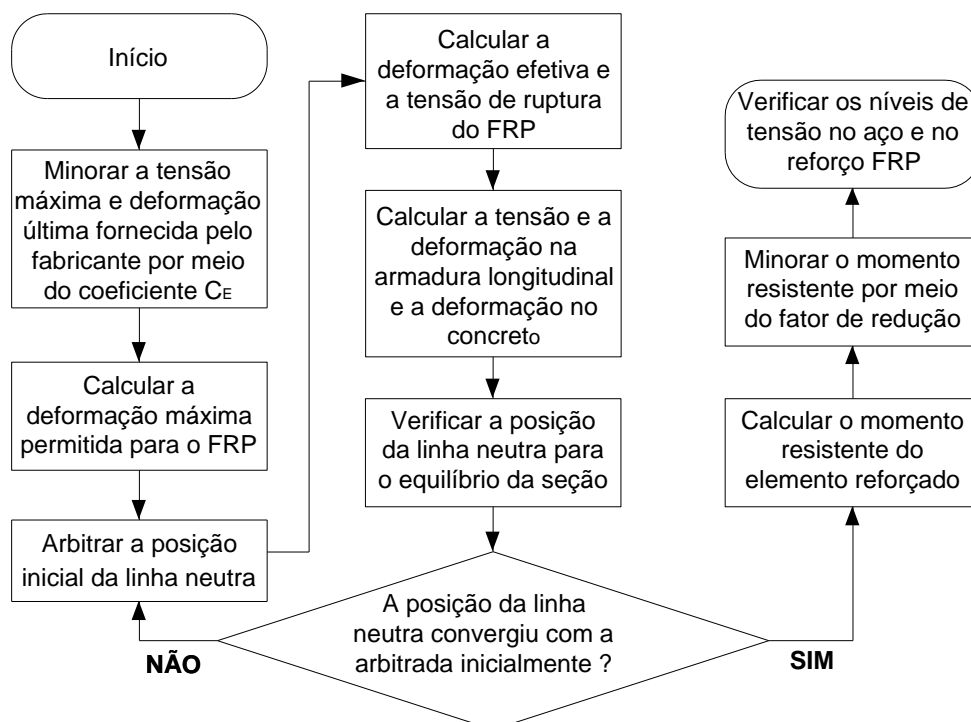 Início
Minorar a tensão
máxima e deformação
última fornecida pelo
fabricante por meio
do coeficiente CE
Calcular a
deformação máxima
permitida para o FRP
Arbitrar a posição
inicial da linha neutra
Calcular a
deformação efetiva e
a tensão de ruptura
do FRP
Calcular a tensão e a
deformação na
armadura longitudinal
e a deformação no
concreto
Verificar a posição
da linha neutra para
o equilíbrio da seção
A posição da linha
neutra convergiu com a
arbitrada inicialmente ?
NÃO
SIM
Calcular o momento
resistente do
elemento reforçado
Minorar o momento
resistente por meio
do fator de redução
Verificar os níveis de
tensão no aço e no
reforço FRP